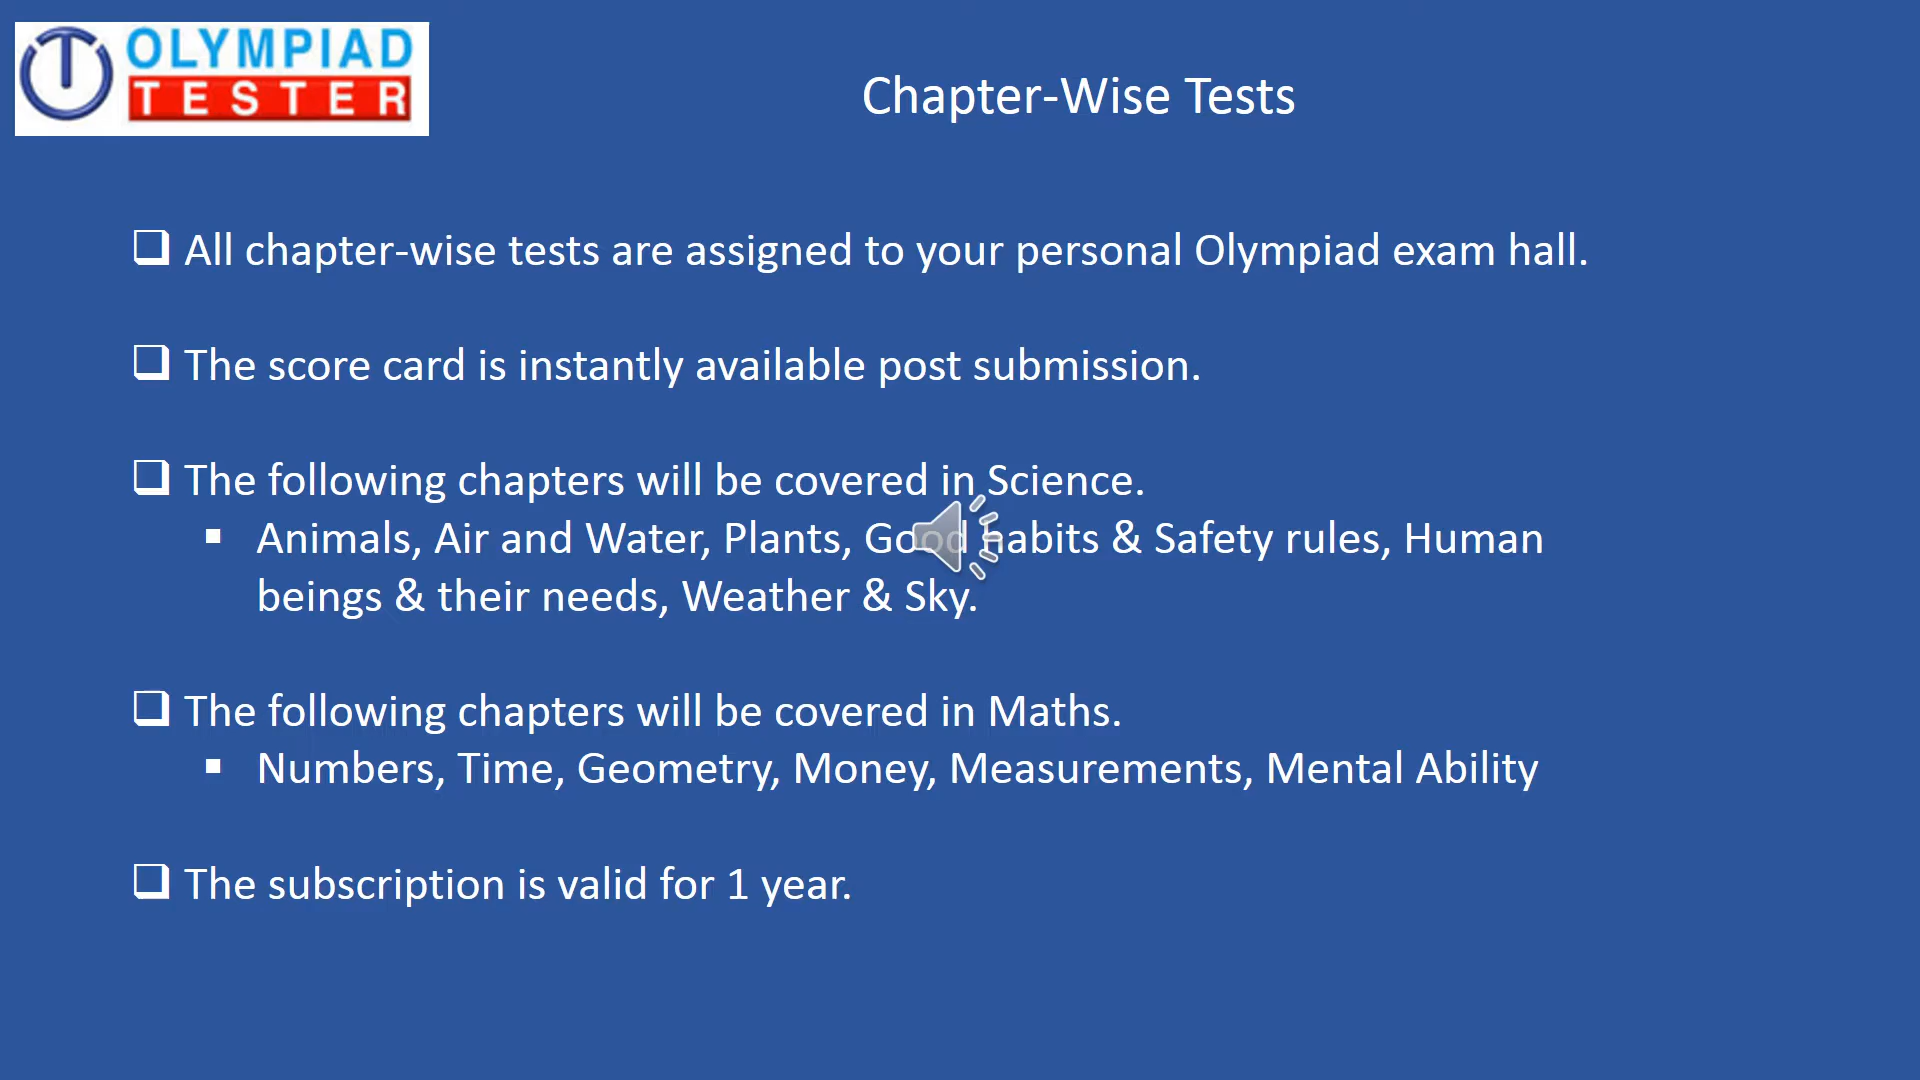 OLYMPIAD
TESTER
Chapter-Wise Tests
All chapter-wise tests are assigned to your personal Olympiad exam hall.
The score card is instantly available post submission.
The following chapters will be covered in Science.
Animals, Air and Water, Plants, Good habits & Safety rules, Human
beings & their needs, Weather & Sky.
The following chapters will be covered in Maths.
Numbers, Time, Geometry, Money, Measurements, Mental Ability
The subscription is valid for 1 year.